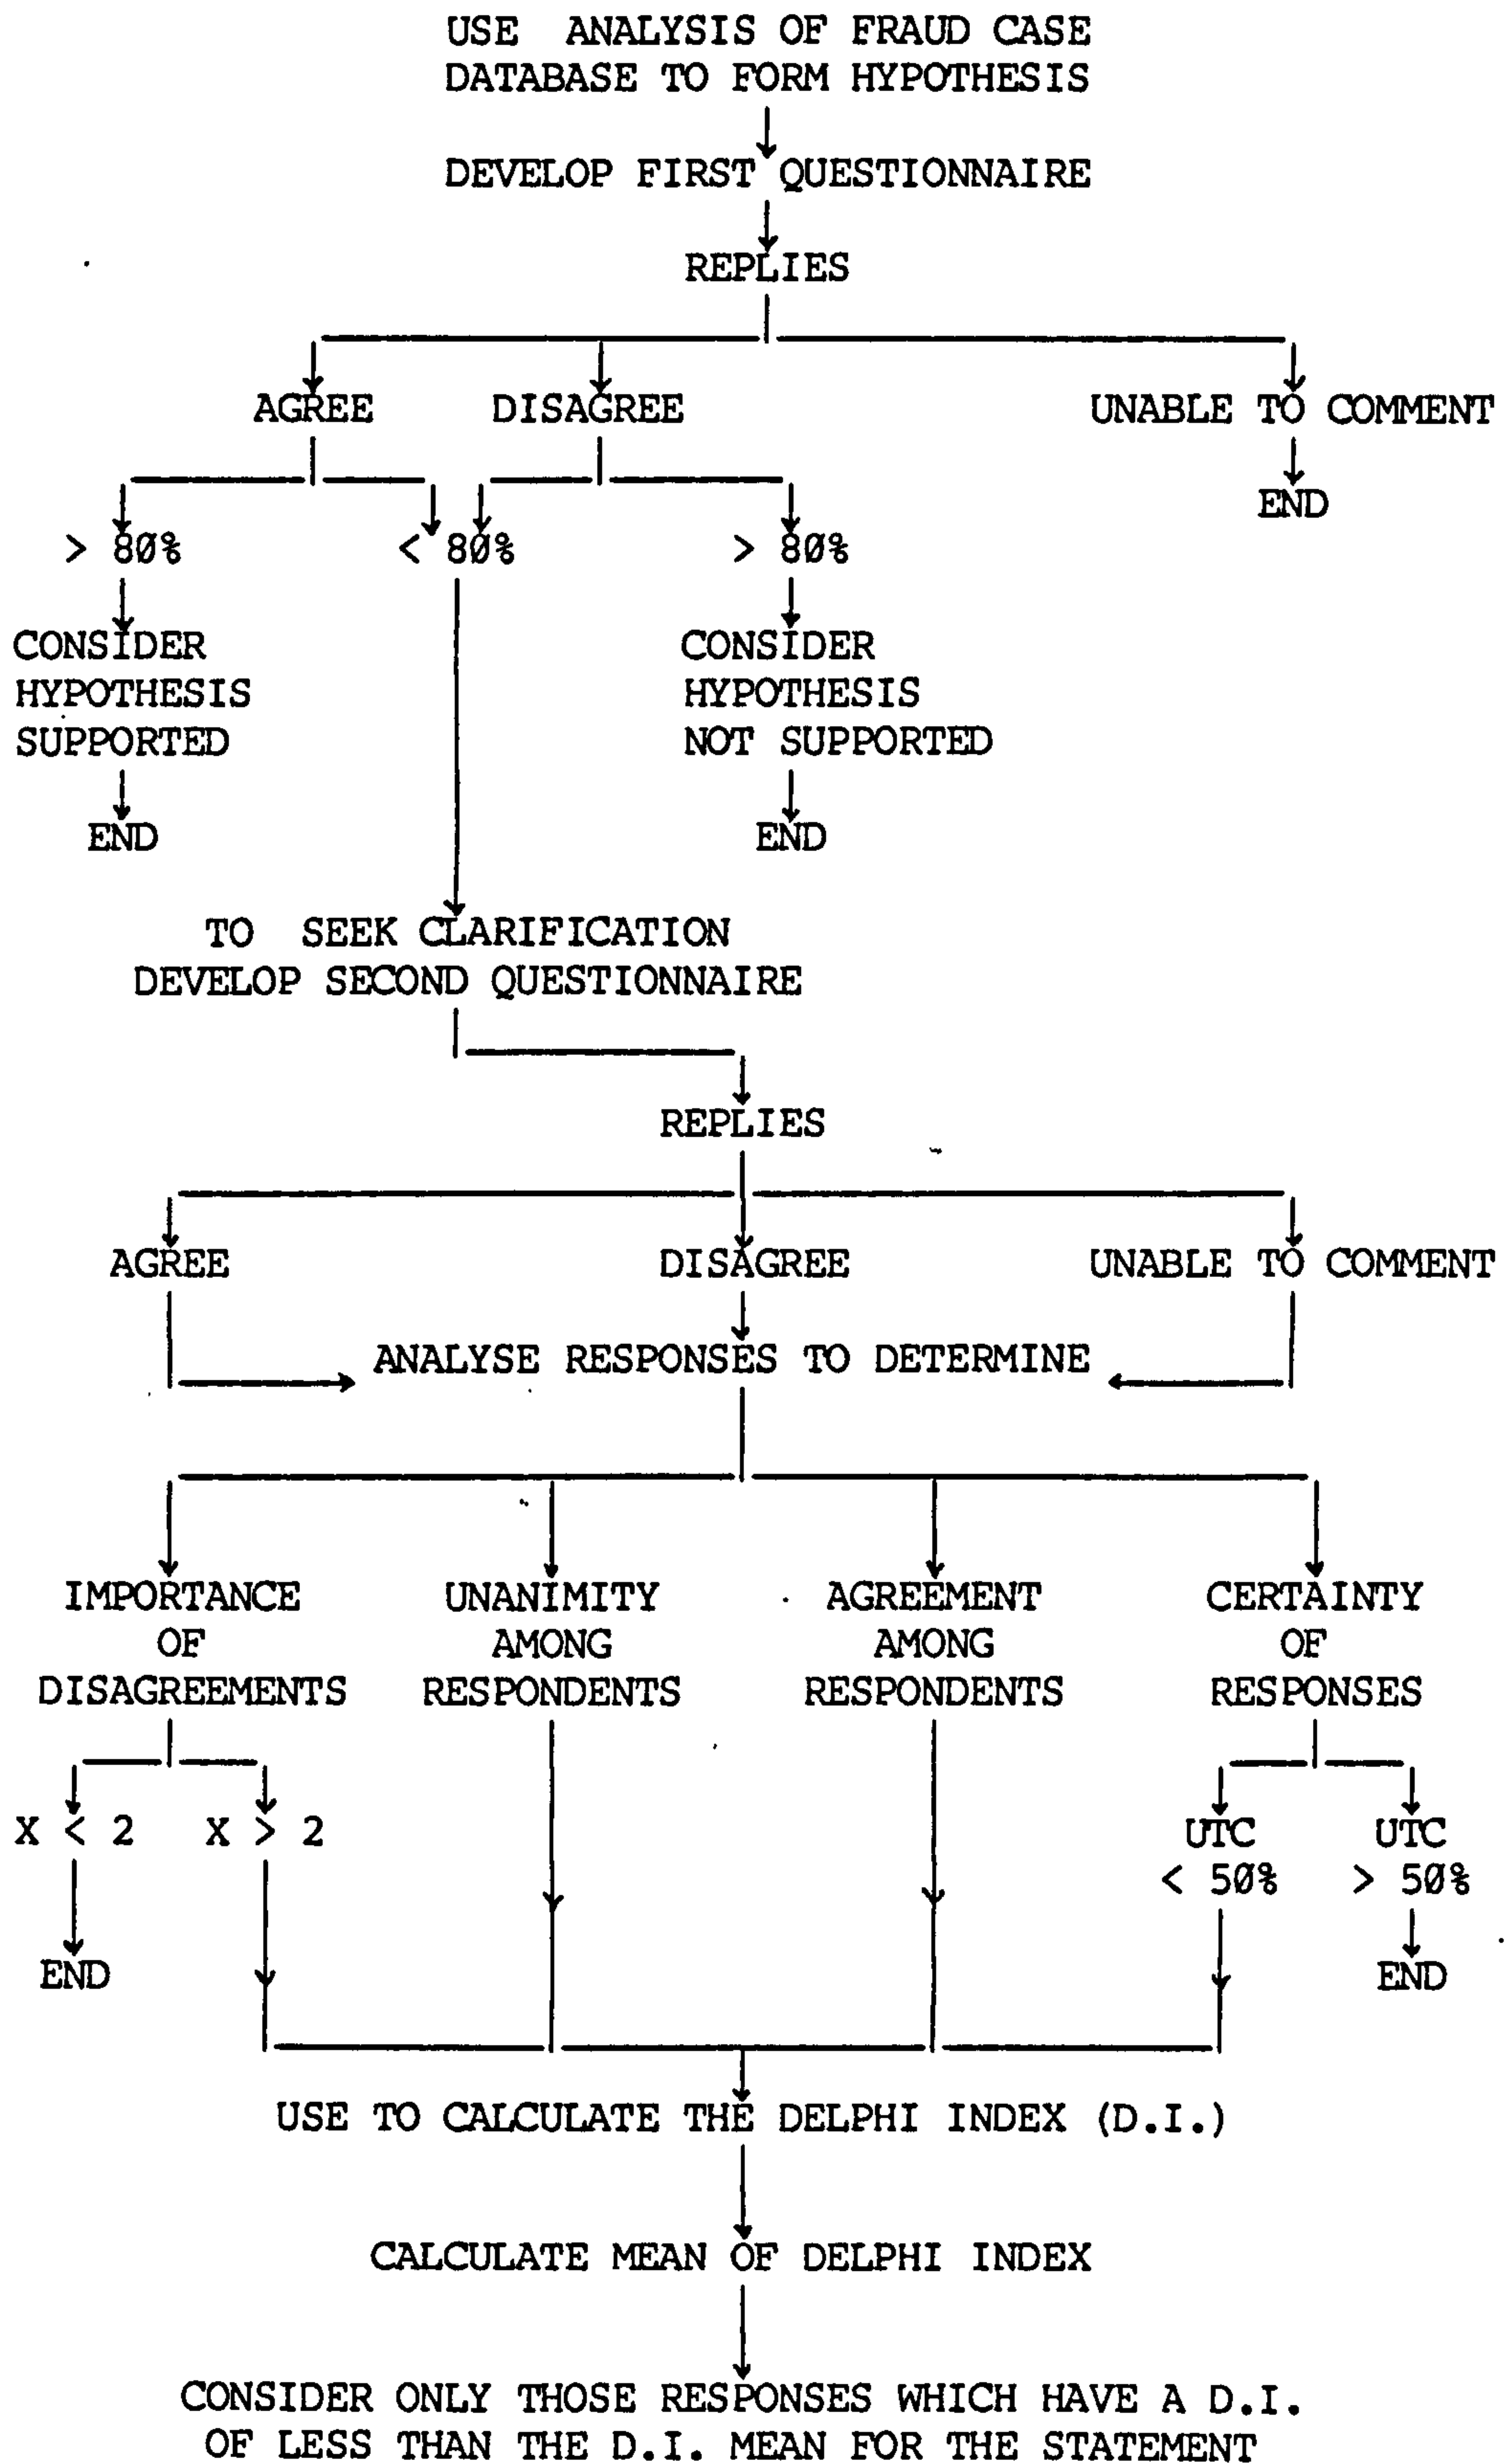 USE ANALYSIS OF FRAUD CASE
DATABASE TO FORM HYPOTHESIS
DEVELOP FIRST QUESTIONNAIRE
REPLIES
AGREE DISAGREE UNABLE TO COMMENT
END
> 80% < 80% > 80%
CONSIDER
HYPOTHESIS
SUPPORTED
END
CONSIDER
HYPOTHESIS
NOT SUPPORTED
END
TO SEEK CLARIFICATION
DEVELOP SECOND QUESTIONNAIRE
REPLIES
AGREE DISAGREE UNABLE TO COMMENT
ANALYSE RESPONSES TO DETERMINE
IMPORTANCE
OF
DISAGREEMENTS
UNANIMITY
AMONG
RESPONDENTS
AGREEMENT
AMONG
RESPONDENTS
CERTAINTY
OF
RESPONSES
X < 2 X > 2
END
UTC
< 50%
UTC
> 50%
END
USE TO CALCULATE THE DELPHI INDEX (D.I.)
CALCULATE MEAN OF DELPHI INDEX
CONSIDER ONLY THOSE RESPONSES WHICH HAVE A D.I.
OF LESS THAN THE D.I. MEAN FOR THE STATEMENT